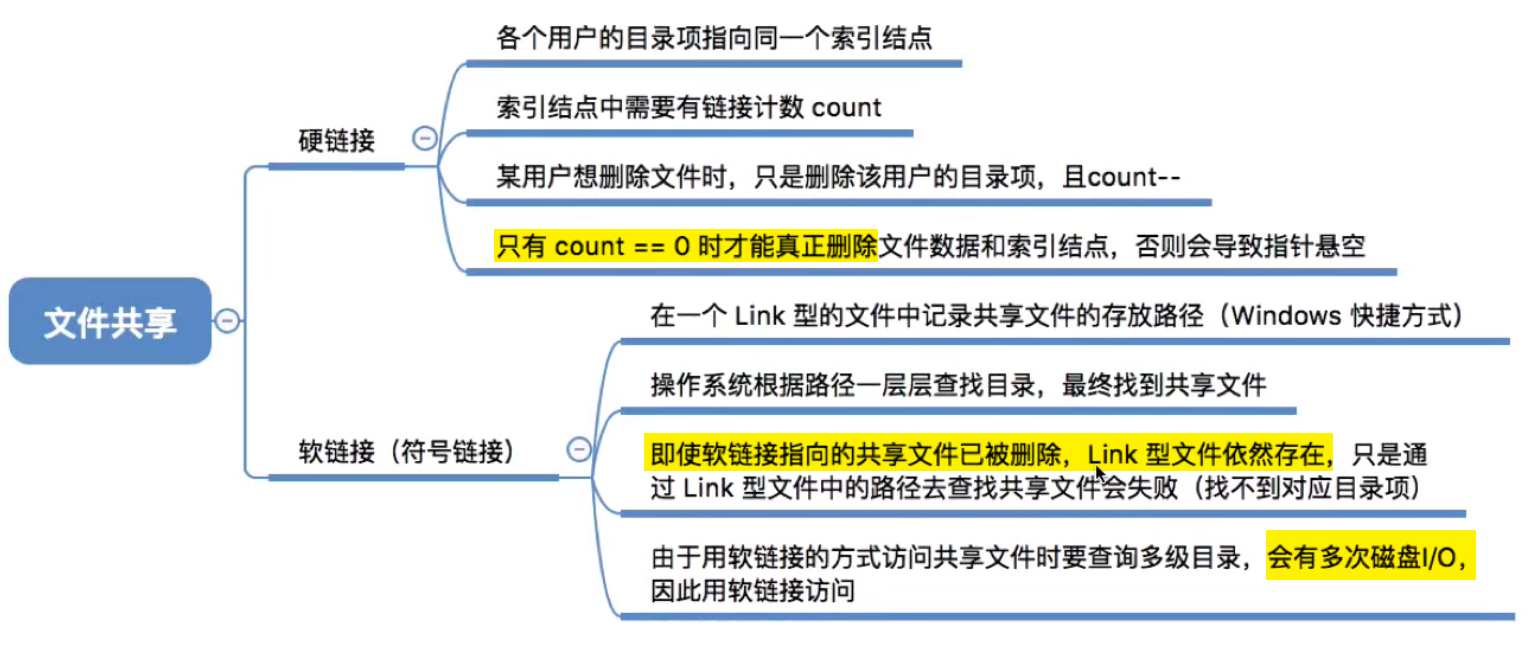 文件共享
硬链接
各个用户的目录项指向同一个索引结点
索引结点中需要有链接计数 count
某用户想删除文件时，只是删除该用户的目录项，且count--
只有 count == 0 时才能真正删除文件数据和索引结点，否则会导致指针悬空
软链接（符号链接）
在一个 Link 型的文件中记录共享文件的存放路径（Windows 快捷方式）
操作系统根据路径一层层查找目录，最终找到共享文件
即使软链接指向的共享文件已被删除，Link 型文件依然存在，只是通
过 Link 型文件中的路径去查找共享文件会失败（找不到对应目录项）
由于用软链接的方式访问共享文件时要查询多级目录，会有多次磁盘I/O，
因此用软链接访问